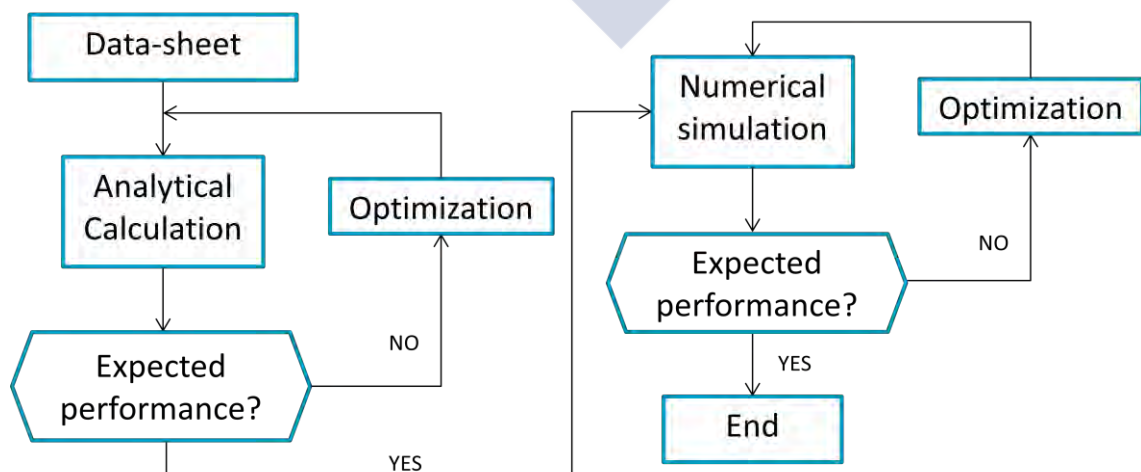 Data-sheet
Analytical
Calculation
Optimization
Expected
performance?
NO
YES
Numerical
simulation
Optimization
Expected
performance?
NO
YES
End